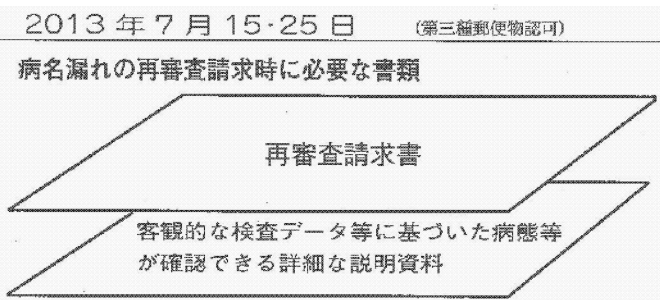 2013年7月15·25日 (第三種郵便物認可)
病名漏れの再審査請求時に必要な書類
再審査請求書
客観的な検査データ等に基づいた病態等
が確認できる詳細な説明資料